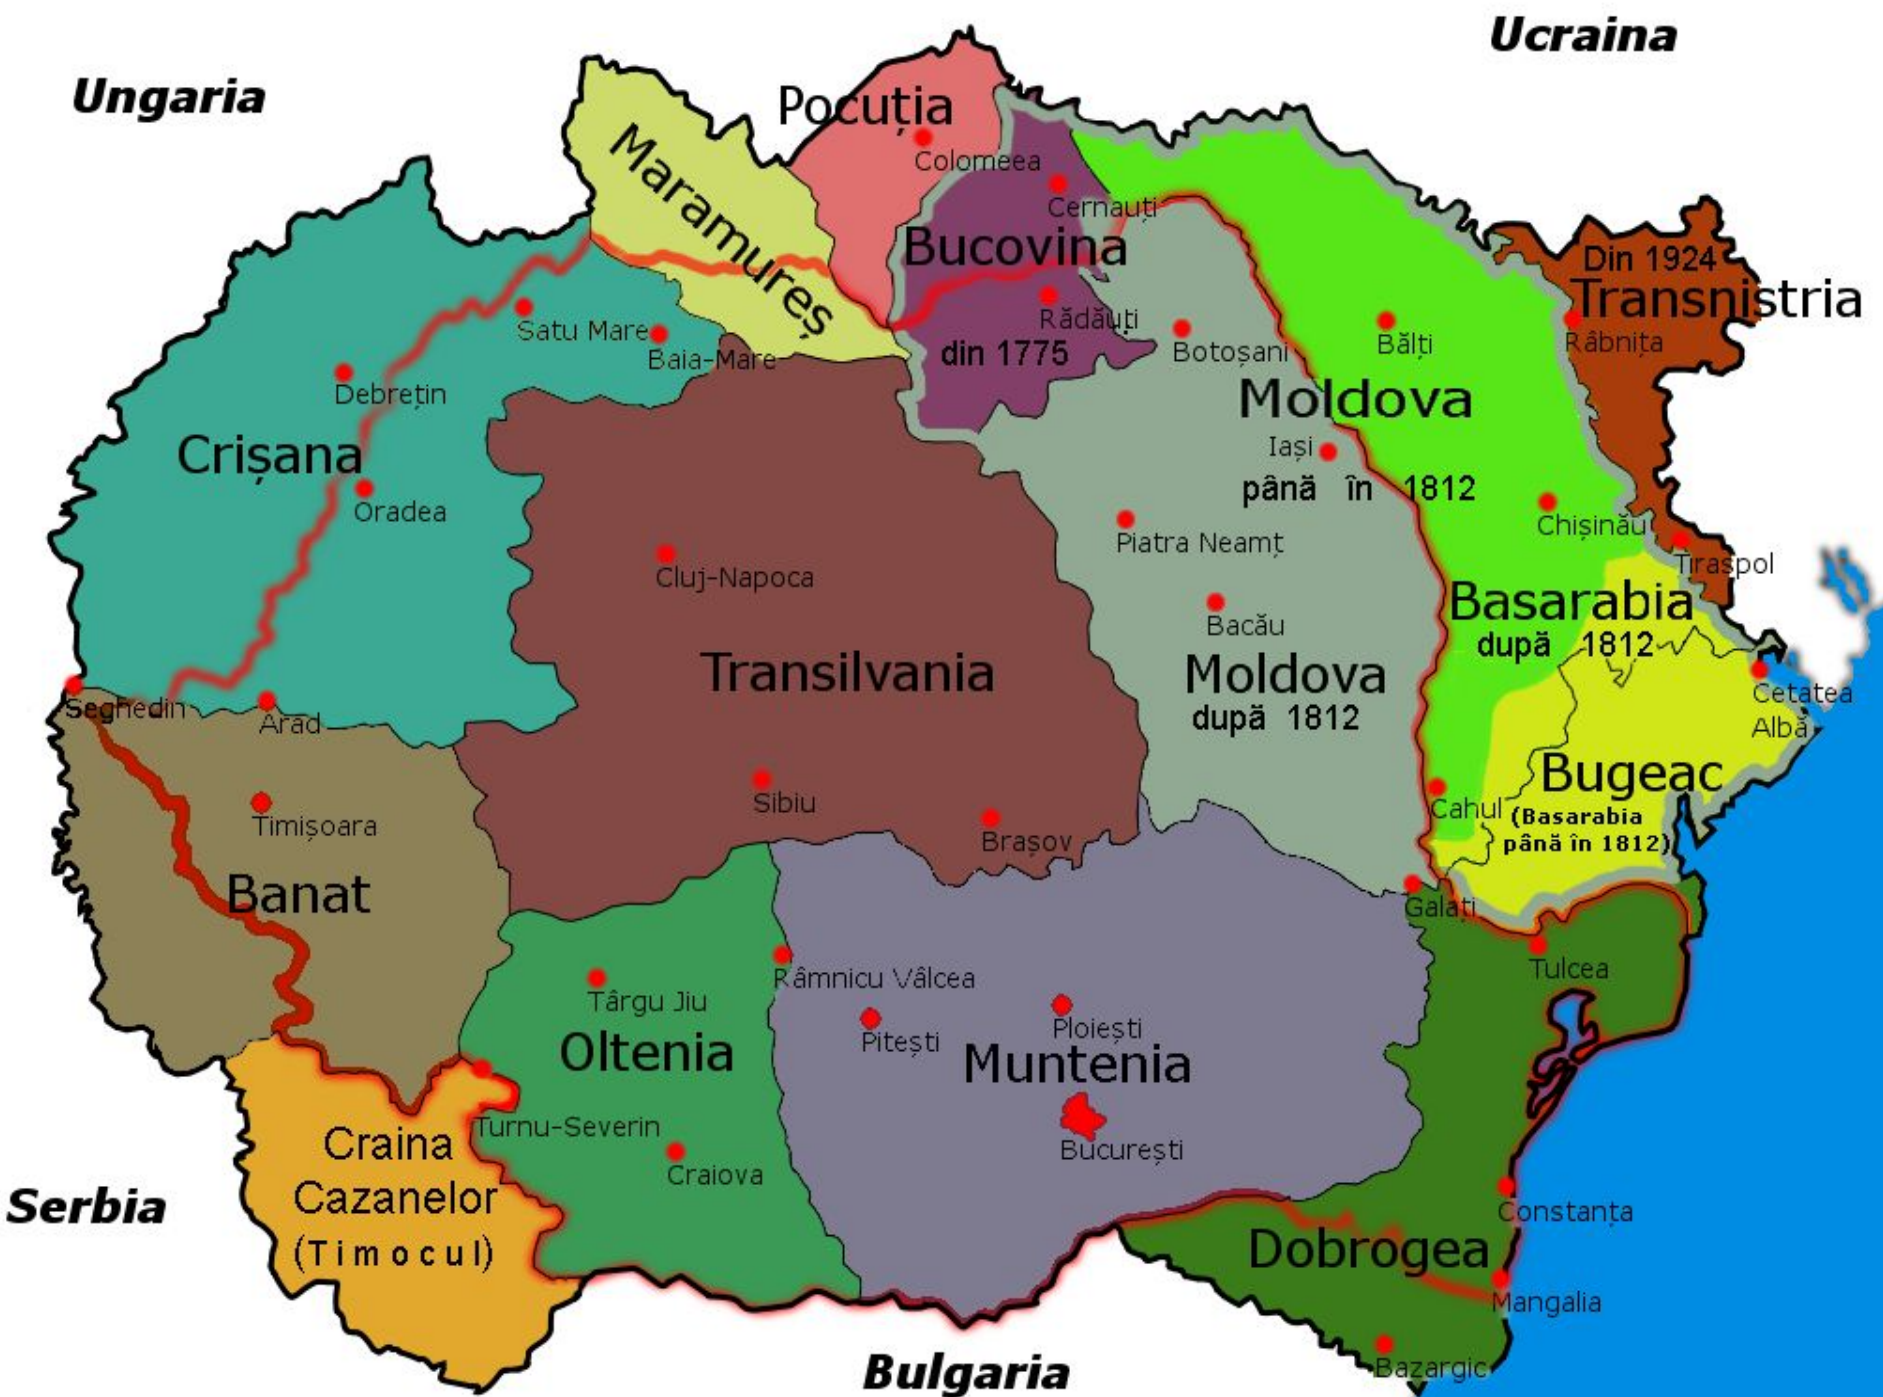 Ucraina
Ungaria
Pocuția
Colomeea
Maramureș
Cernauți
Bucovina
Rădăuți
din 1775
Din 1924
Transnistria
Râbnița
Satu Mare
Baia-Mare
Debrețin
Crișana
Oradea
Botoșani
Bălți
Moldova
Iași
până în 1812
Piatra Neamț
Chișinău
Tiraspol
Cluj-Napoca
Basarabia
după 1812
Bacău
Transilvania
Moldova
după 1812
Cetatea
Albă
Seghedin
Arad
Bugeac
(Basarabia
până în 1812)
Cahul
Timișoara
Sibiu
Brașov
Banat
Galați
Tulcea
Râmnicu Vâlcea
Târgu Jiu
Oltenia
Pitești
Ploiești
Muntenia
București
Turnu-Severin
Craiova
Craina
Cazanelor
(Timocul)
Serbia
Constanța
Dobrogea
Mangalia
Bazargic
Bulgaria